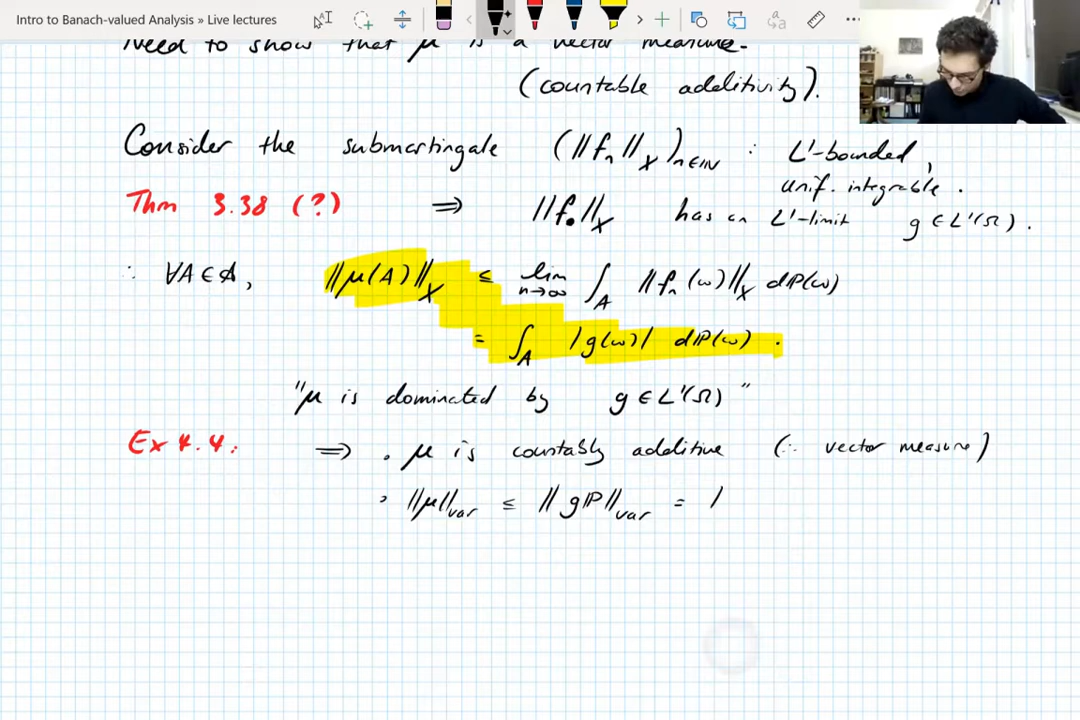 Intro to Banach-valued Analysis » Live lectures
Need to show that μ is a vector measure.
(countable additivity).
Consider the submartingale (‖fₙ‖_X)_{n∈ℕ} : L¹-bounded,
unif. integrable.
Thm 3.38 (?) ⟹ ‖f•‖_X has an L¹-limit g ∈ L¹(Ω).
∴ ∀A ∈ 𝒜, ‖μ(A)‖_X ≤ lim_{n→∞} ∫_A ‖fₙ(ω)‖_X dℙ(ω)
= ∫_A |g(ω)| dℙ(ω).
"μ is dominated by g ∈ L¹(Ω)"
Ex 4.4: ⟹ • μ is countably additive (∴ vector measure)
• ‖μ‖_var ≤ ‖gℙ‖_var = |